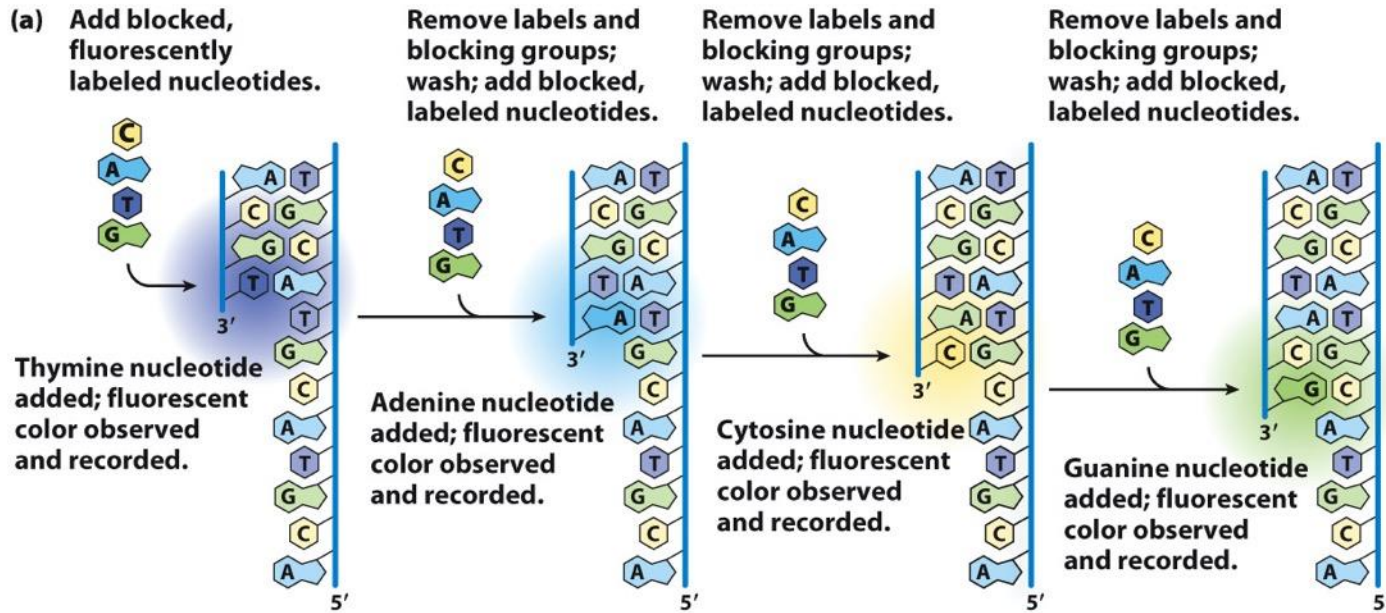 (a) Add blocked,
fluorescently
labeled nucleotides.
Remove labels and
blocking groups;
wash; add blocked,
labeled nucleotides.
Remove labels and
blocking groups;
wash; add blocked,
labeled nucleotides.
Remove labels and
blocking groups;
wash; add blocked,
labeled nucleotides.
C
A
T
G
A T
C G
G C
T A
T
G
C
A
T
G
C
A
3′
5′
Thymine nucleotide
added; fluorescent
color observed
and recorded.
C
A
T
G
A T
C G
G C
T A
A T
G
C
A
T
G
C
A
3′
5′
Adenine nucleotide
added; fluorescent
color observed
and recorded.
C
A
T
G
A T
C G
G C
T A
A T
C G
C
A
T
G
C
A
3′
5′
Cytosine nucleotide
added; fluorescent
color observed
and recorded.
C
A
T
G
A T
C G
G C
T A
A T
C G
G C
A
T
G
C
A
3′
5
Guanine nucleotide
added; fluorescent
color observed
and recorded.